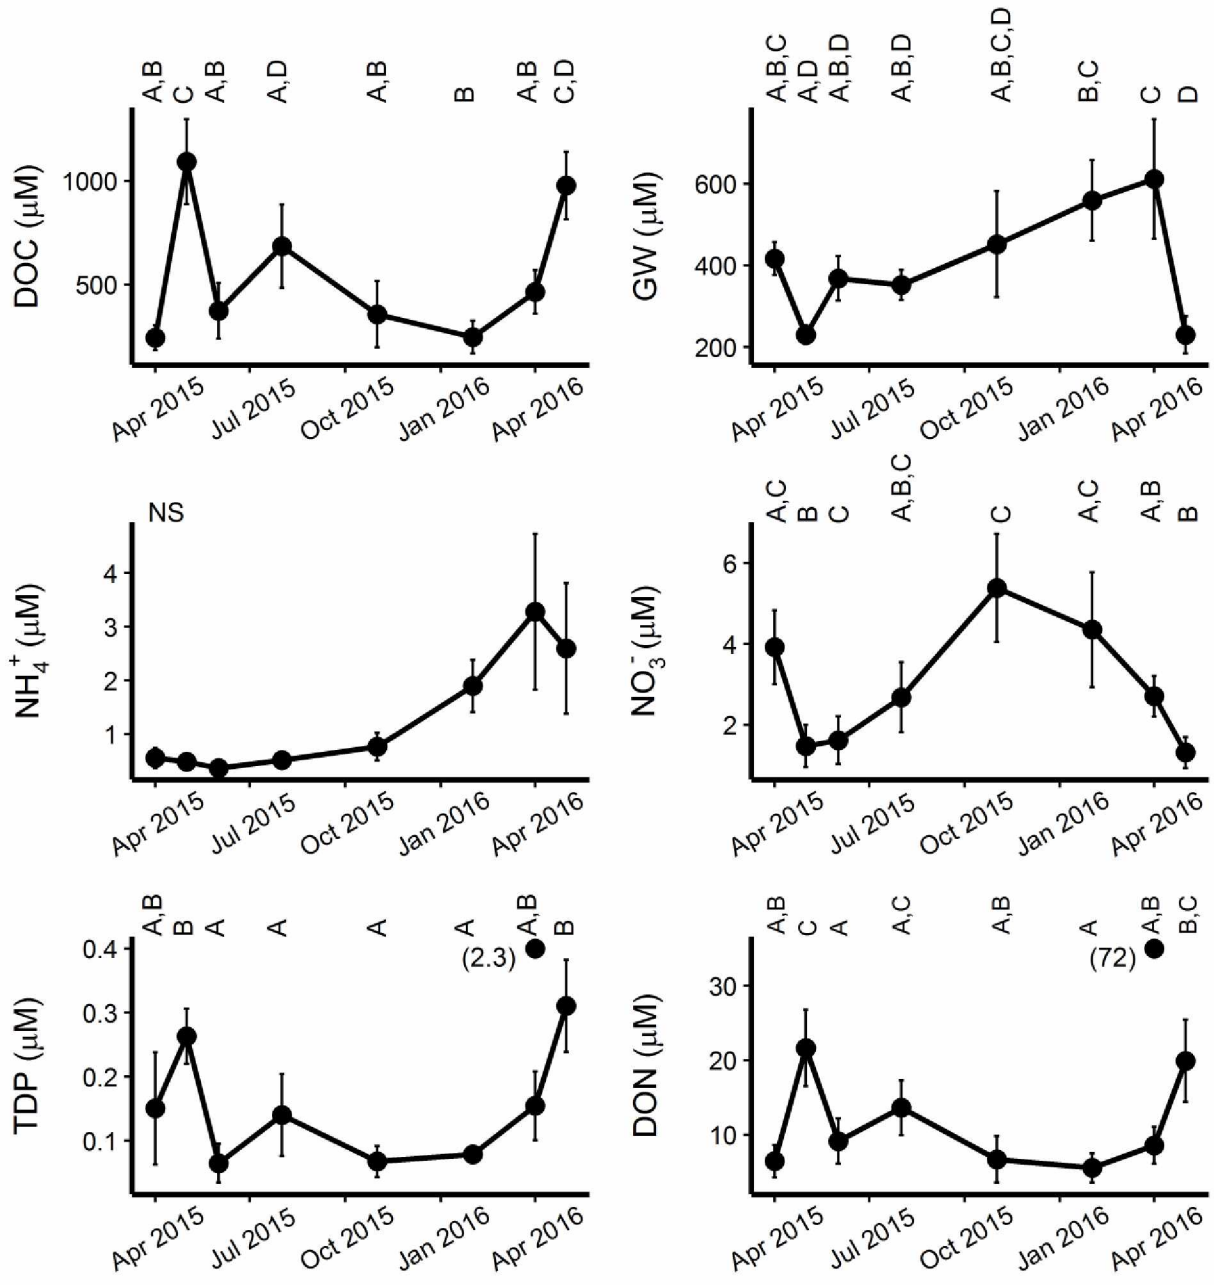 A,B C A,B A,D A,B B A,B C,D
DOC (μM)
1000
500
Apr 2015 Jul 2015 Oct 2015 Jan 2016 Apr 2016
A,B,C A,D A,B,D A,B,D A,B,C,D B,C C D
GW (μM)
600
400
200
Apr 2015 Jul 2015 Oct 2015 Jan 2016 Apr 2016
NS
NH₄⁺ (μM)
4
3
2
1
Apr 2015 Jul 2015 Oct 2015 Jan 2016 Apr 2016
A,C B C A,B,C C A,C A,B B
NO₃⁻ (μM)
6
4
2
Apr 2015 Jul 2015 Oct 2015 Jan 2016 Apr 2016
A,B B A A A A A,B B
(2.3)
TDP (μM)
0.4
0.3
0.2
0.1
Apr 2015 Jul 2015 Oct 2015 Jan 2016 Apr 2016
A,B C A A,C A,B A A,B B,C
(72)
DON (μM)
30
20
10
Apr 2015 Jul 2015 Oct 2015 Jan 2016 Apr 2016